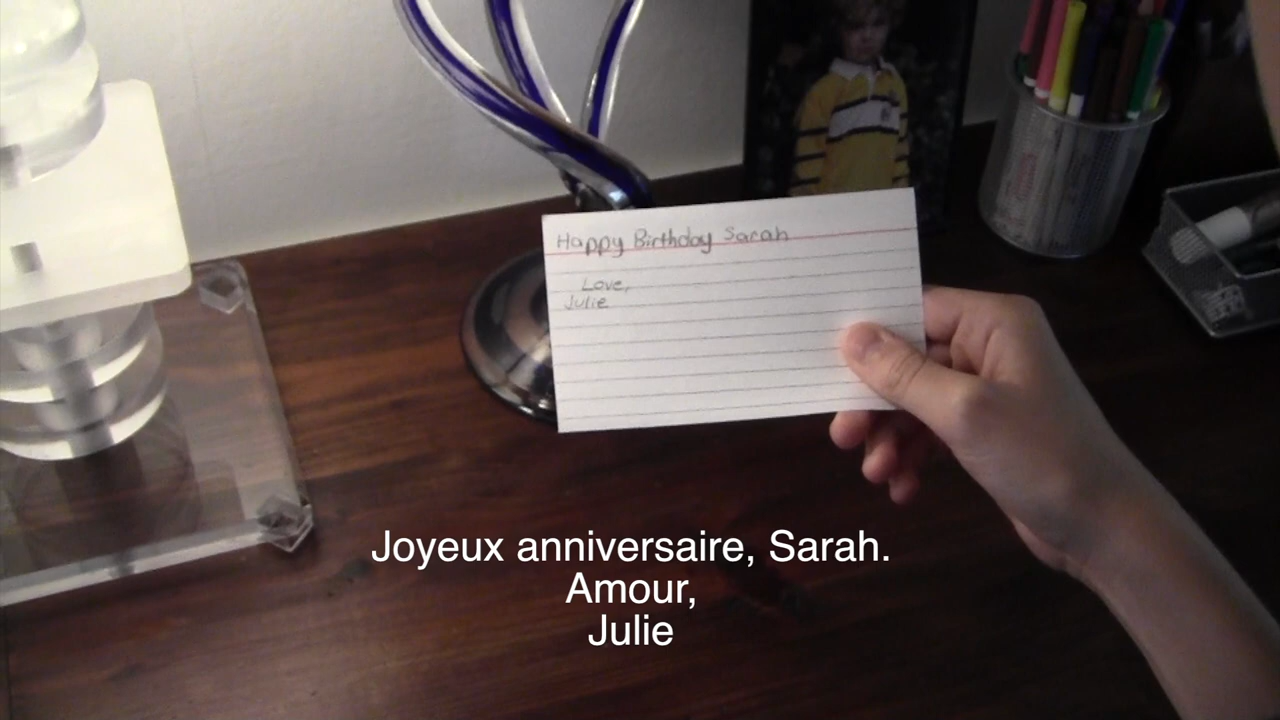 Happy Birthday Sarah
Love,
Julie
Joyeux anniversaire, Sarah.
Amour,
Julie